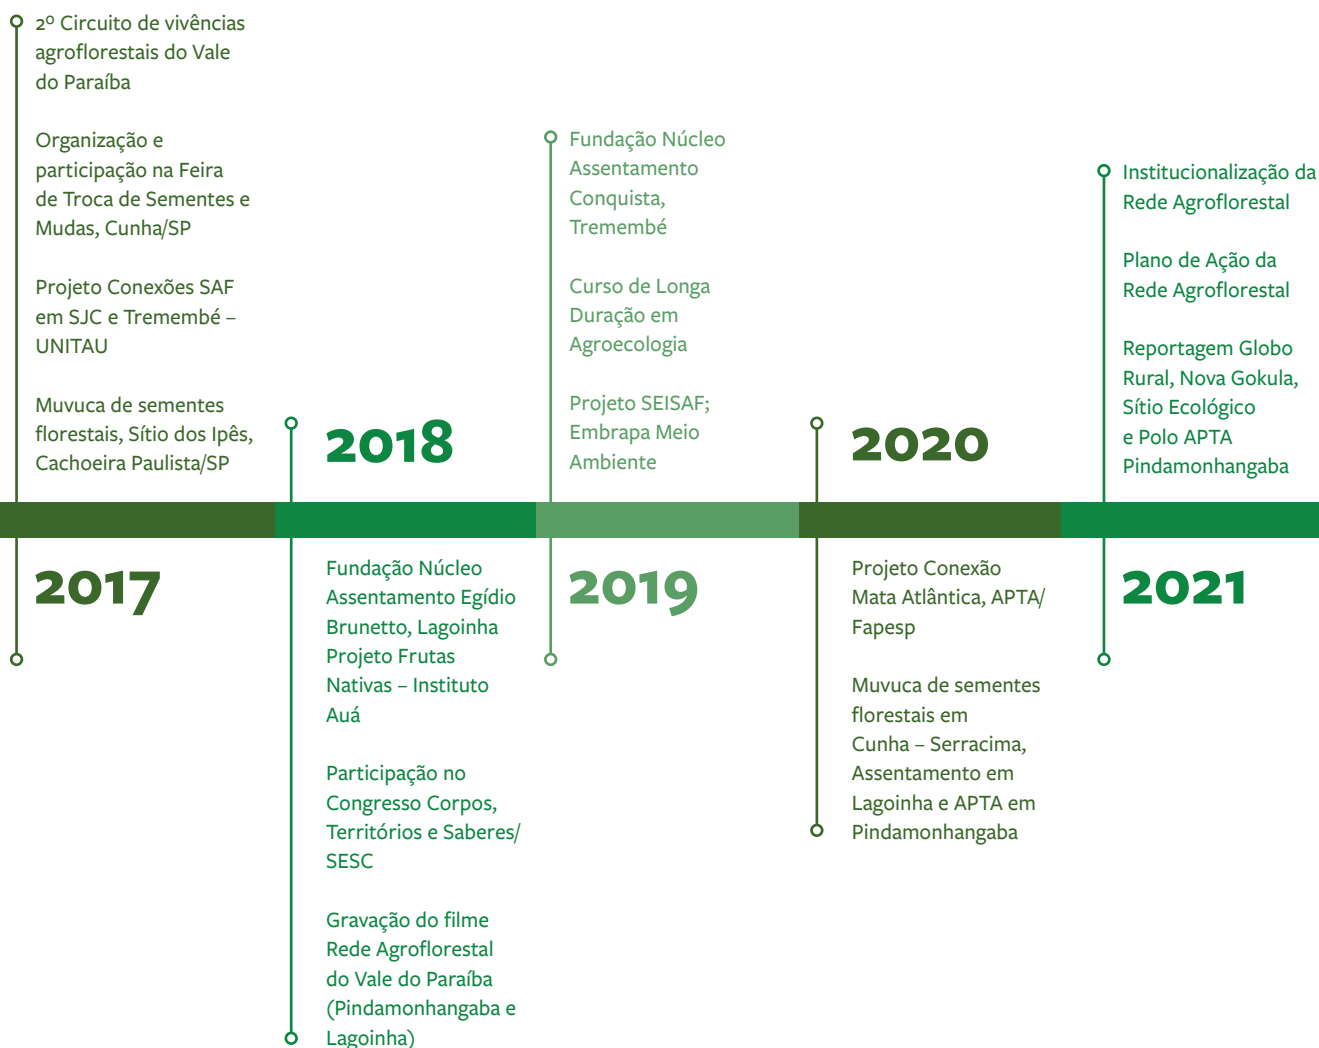 2º Circuito de vivências
agroflorestais do Vale
do Paraíba
Organização e
participação na Feira
de Troca de Sementes e
Mudas, Cunha/SP
Projeto Conexões SAF
em SJC e Tremembé –
UNITAU
Muvuca de sementes
florestais, Sítio dos Ipês,
Cachoeira Paulista/SP
2017
2018
Fundação Núcleo
Assentamento Egídio
Brunetto, Lagoinha
Projeto Frutas
Nativas – Instituto
Auá
Participação no
Congresso Corpos,
Territórios e Saberes/
SESC
Gravação do filme
Rede Agroflorestal
do Vale do Paraíba
(Pindamonhangaba e
Lagoinha)
Fundação Núcleo
Assentamento
Conquista,
Tremembé
Curso de Longa
Duração em
Agroecologia
Projeto SEISAF;
Embrapa Meio
Ambiente
2019
2020
Projeto Conexão
Mata Atlântica, APTA/
Fapesp
Muvuca de sementes
florestais em
Cunha – Serracima,
Assentamento em
Lagoinha e APTA em
Pindamonhangaba
Institucionalização da
Rede Agroflorestal
Plano de Ação da
Rede Agroflorestal
Reportagem Globo
Rural, Nova Gokula,
Sítio Ecológico
e Polo APTA
Pindamonhangaba
2021